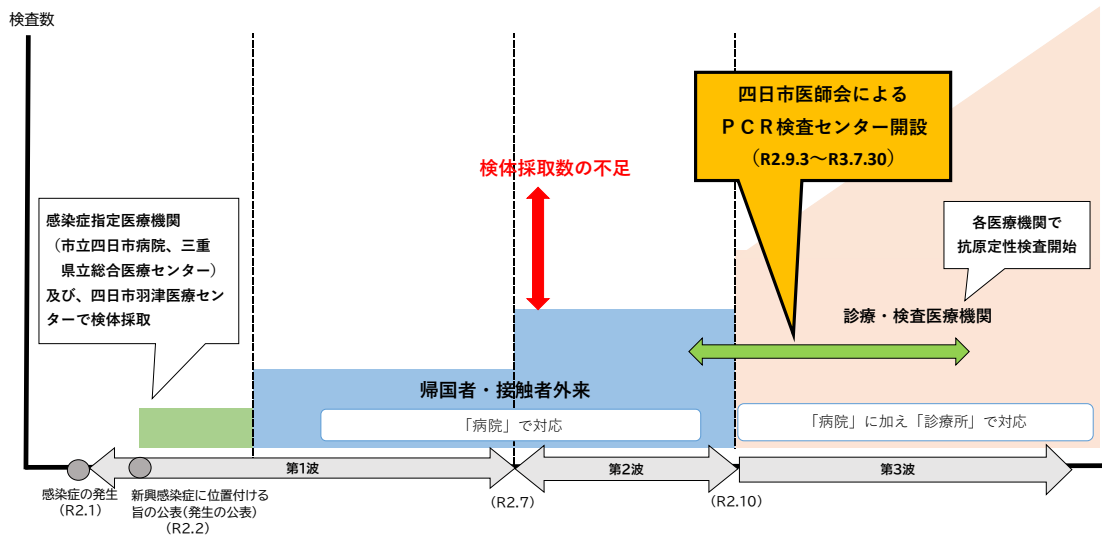 検査数
四日市医師会による
ＰＣＲ検査センター開設
（R2.9.3～R3.7.30）
検体採取数の不足
感染症指定医療機関
（市立四日市病院、三重
県立総合医療センター）
及び、四日市羽津医療セン
ターで検体採取
各医療機関で
抗原定性検査開始
診療・検査医療機関
帰国者・接触者外来
「病院」で対応
「病院」に加え「診療所」で対応
第1波
第2波
第3波
感染症の発生
（R2.1）
新興感染症に位置付ける
旨の公表(発生の公表)
（R2.2）
（R2.7）
（R2.10）